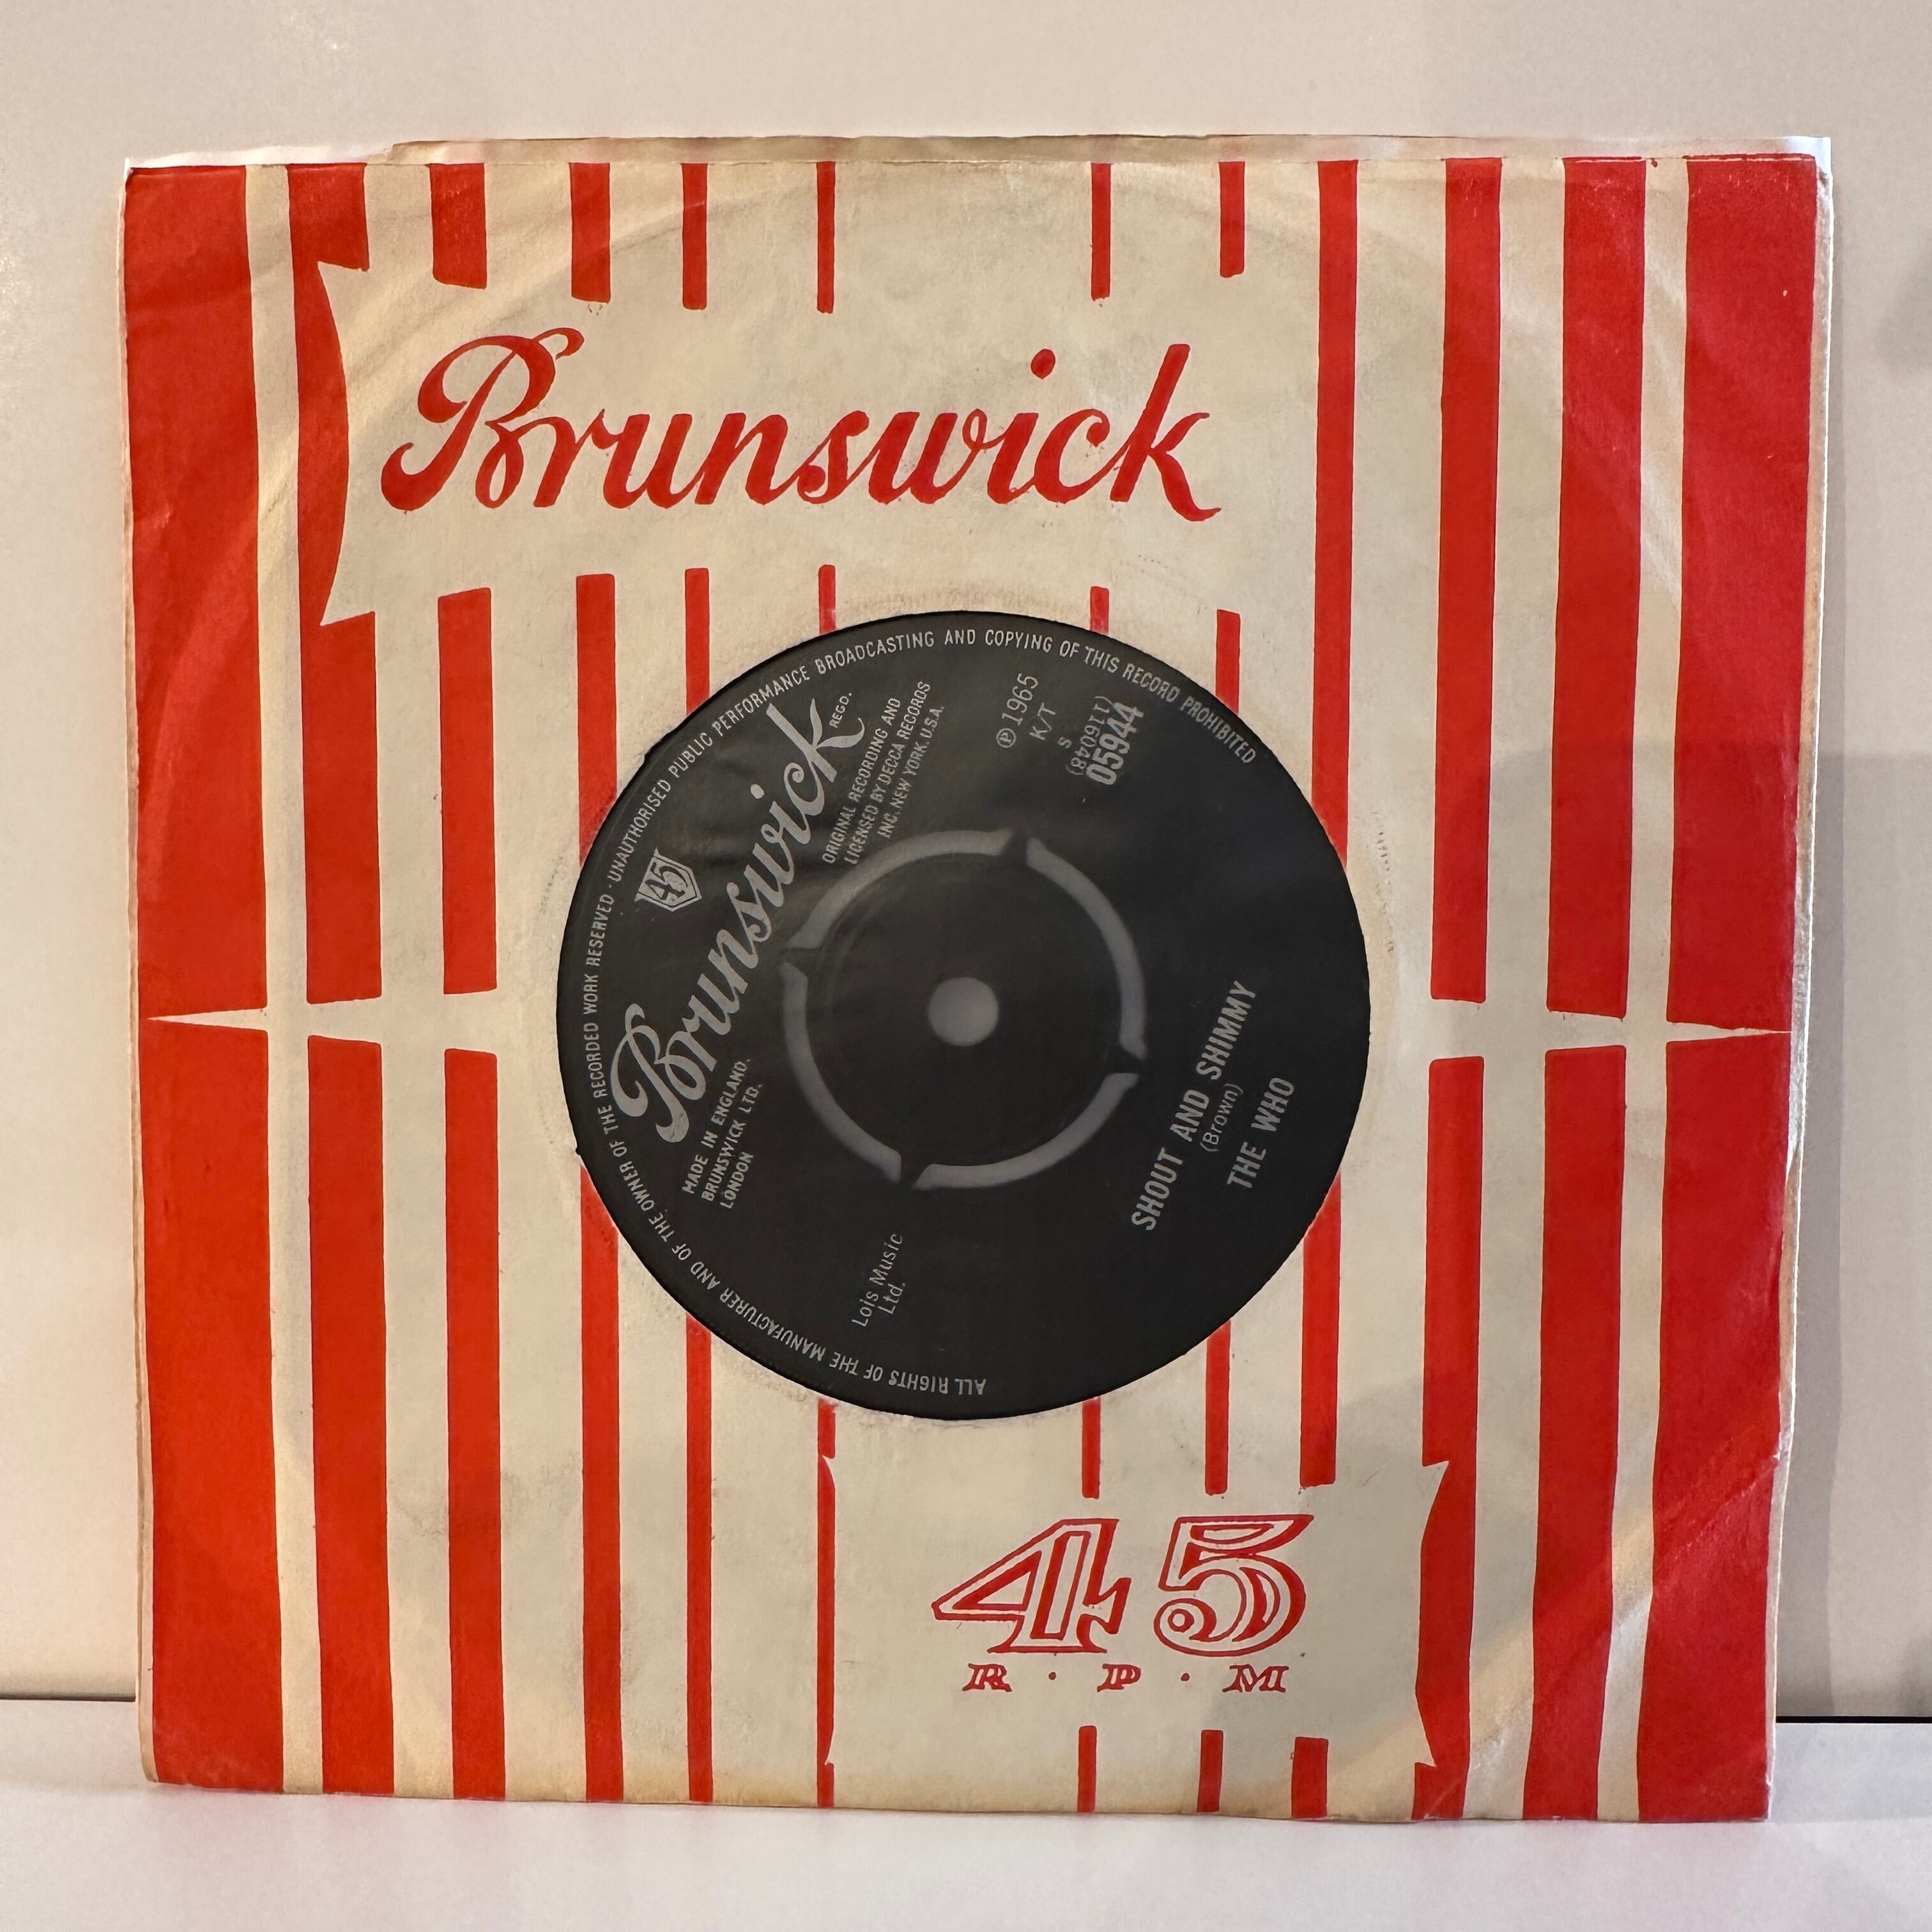 Brunswick
ALL RIGHTS OF THE MANUFACTURER AND OF THE OWNER OF THE RECORDED WORK RESERVED · UNAUTHORISED PUBLIC PERFORMANCE BROADCASTING AND COPYING OF THIS RECORD PROHIBITED
45
Brunswick
REGD.
MADE IN ENGLAND.
BRUNSWICK LTD.
LONDON
ORIGINAL RECORDING AND
LICENSED BY DECCA RECORDS
INC. NEW YORK. U.S.A.
Lois Music
Ltd.
℗1965
K/T
S
(116048)
05944
SHOUT AND SHIMMY
(Brown)
THE WHO
45
R·P·M